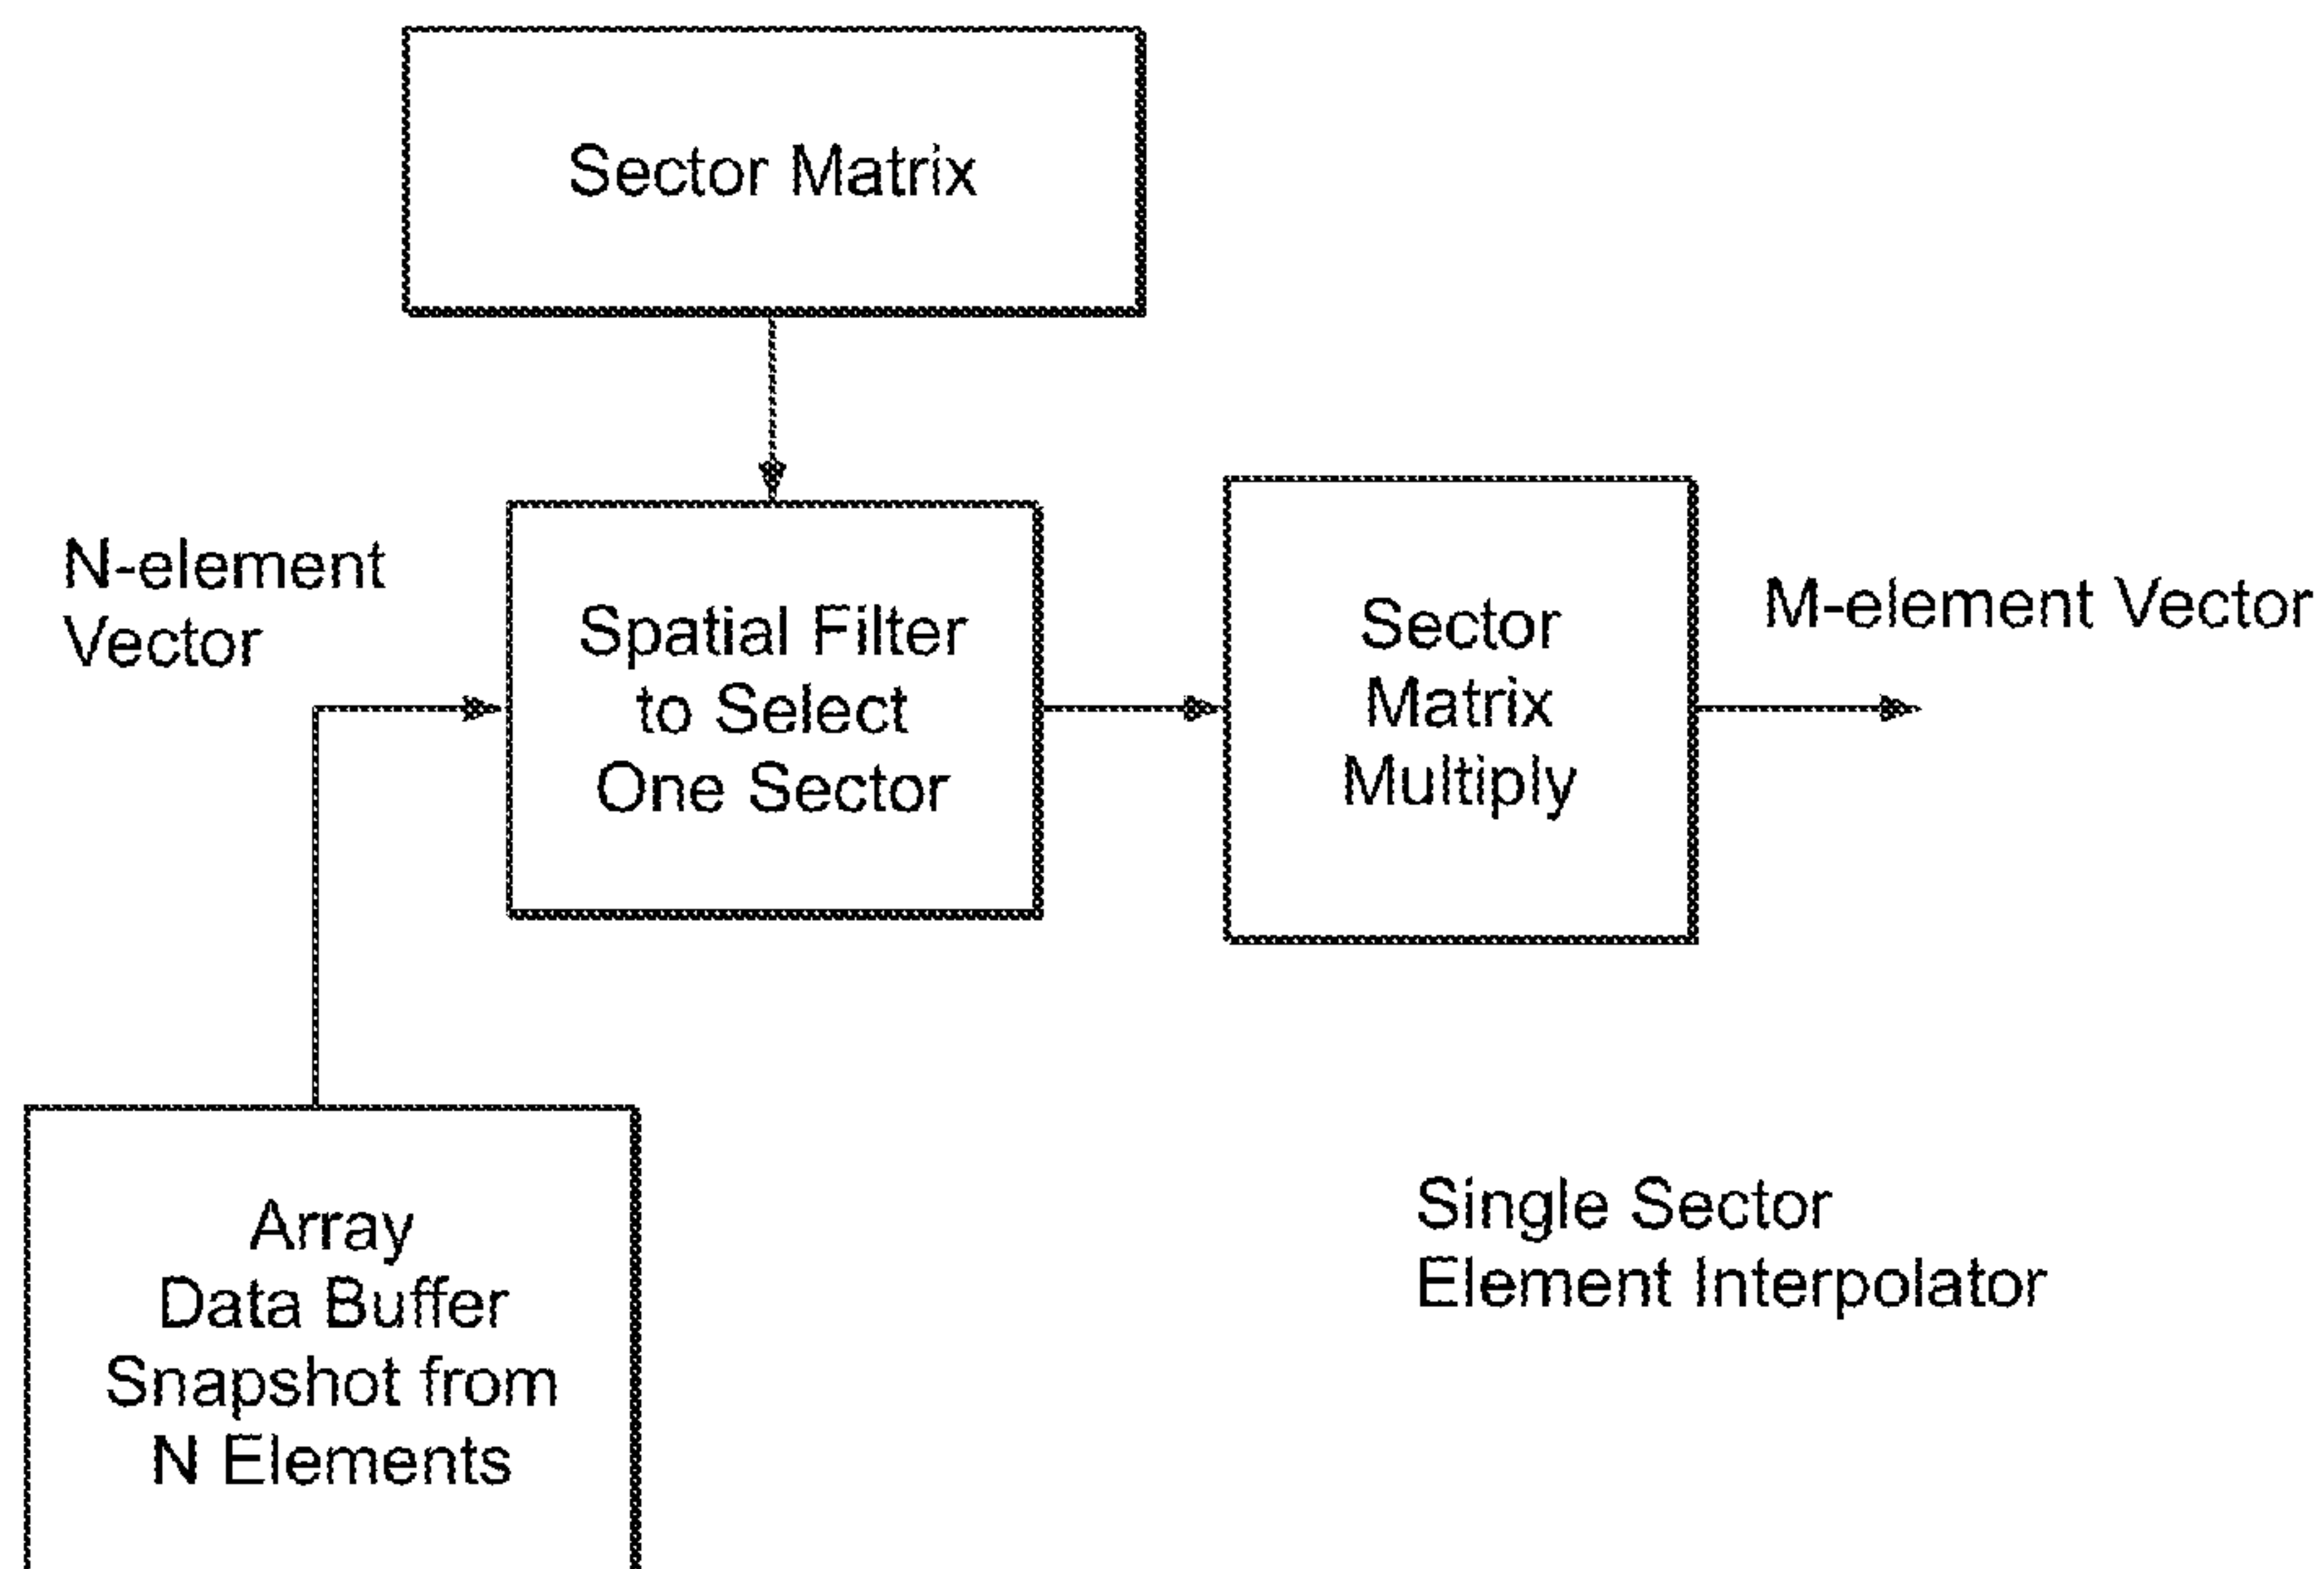 Sector Matrix
N-element
Vector
Spatial Filter
to Select
One Sector
Sector
Matrix
Multiply
M-element Vector
Array
Data Buffer
Snapshot from
N Elements
Single Sector
Element Interpolator